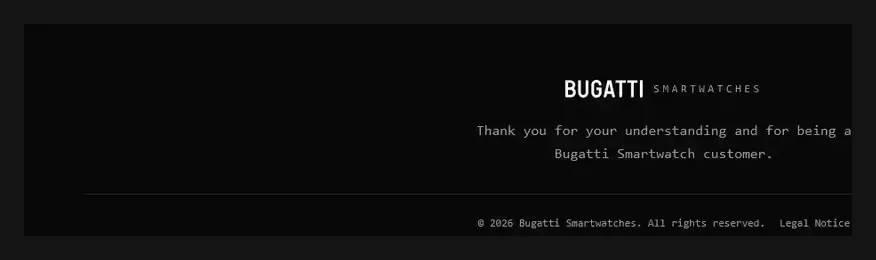 BUGATTI SMARTWATCHES
Thank you for your understanding and for being a
Bugatti Smartwatch customer.
© 2026 Bugatti Smartwatches. All rights reserved. Legal Notice